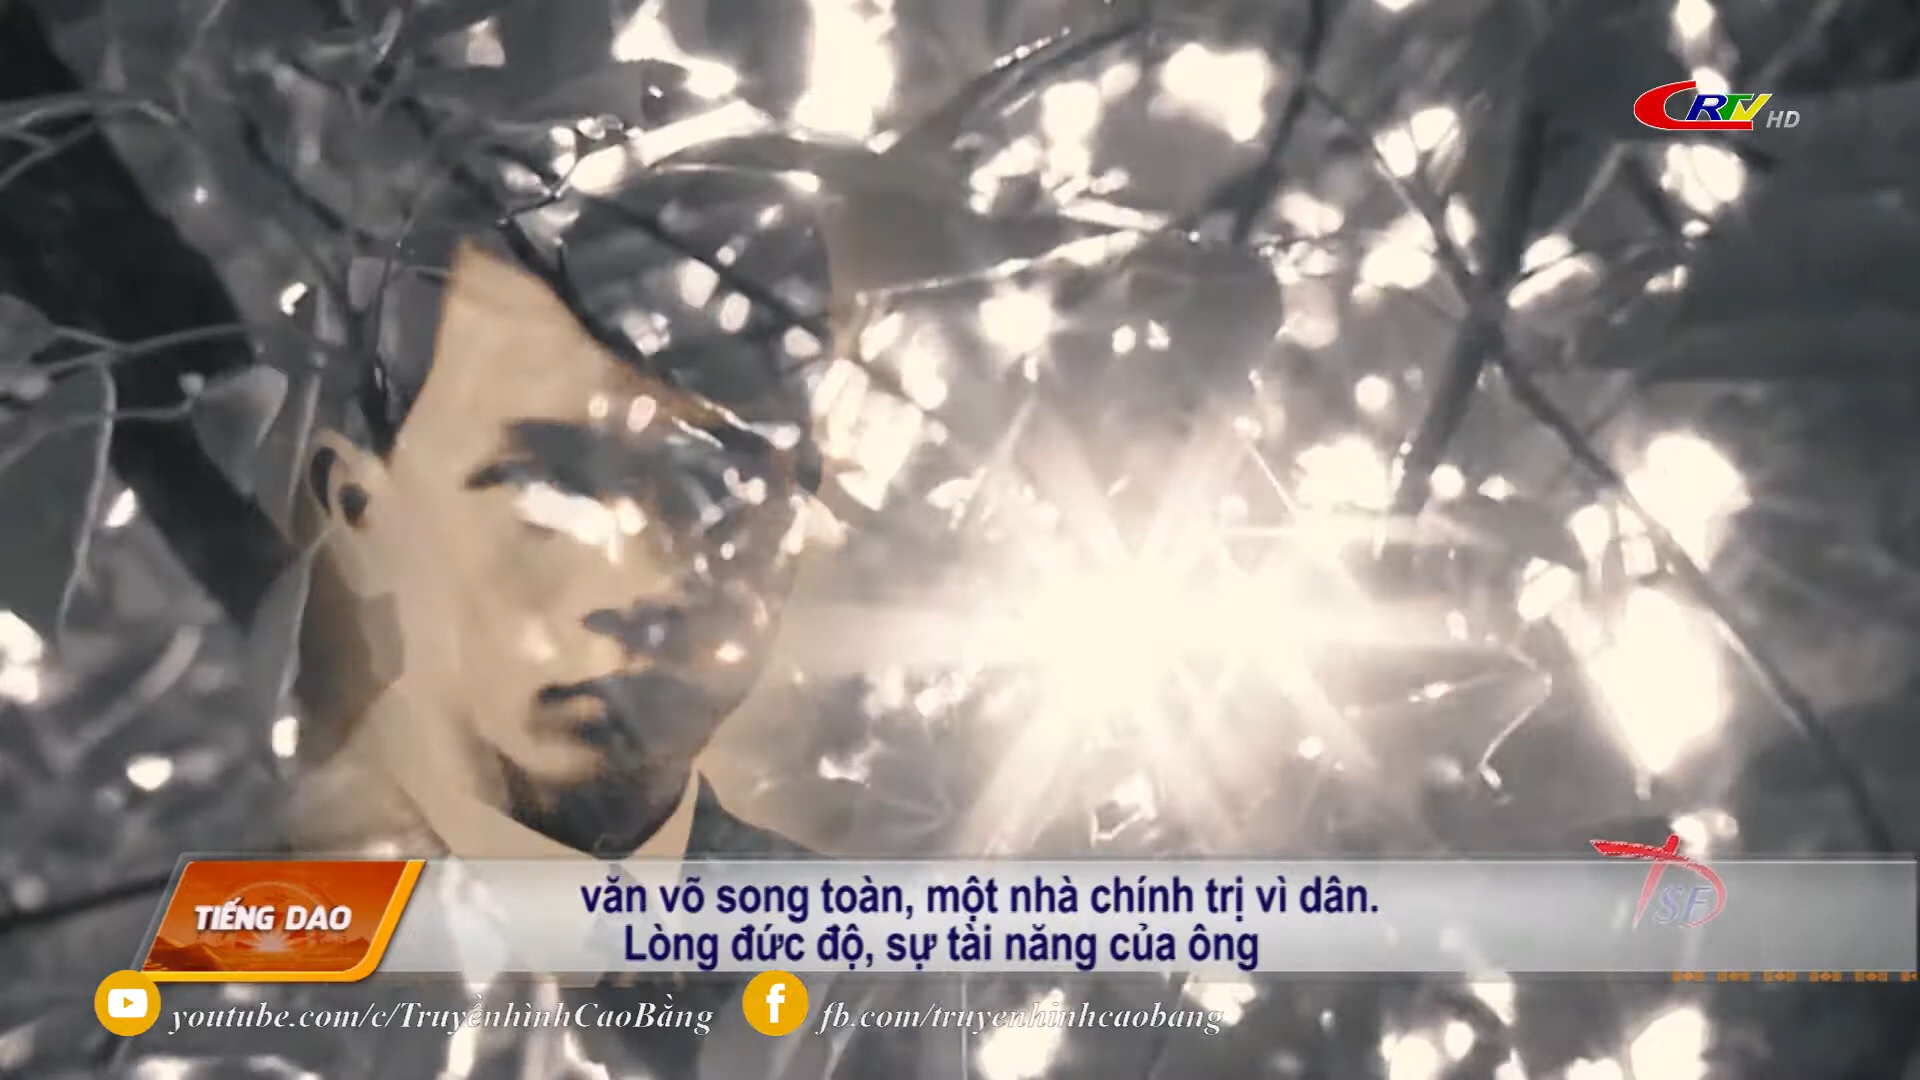 CRTV HD
văn võ song toàn, một nhà chính trị vì dân.
TIẾNG DAO
SF
Lòng đức độ, sự tài năng của ông
youtube.com/c/TruyềnhìnhCaoBằng
fb.com/truyenhinhcaobang